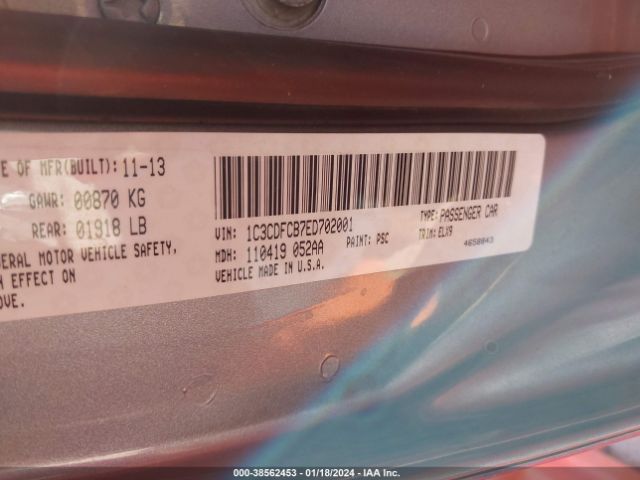 E OF MFR(BUILT): 11-13
GAWR: 00870 KG
REAR: 01918 LB
ERAL MOTOR VEHICLE SAFETY,
EFFECT ON
OVE.
VIN: 1C3CDFCB7ED702001
TYPE: PASSENGER CAR
MDH: 110419 052AA
PAINT: PSC
TRIM: ELX9
VEHICLE MADE IN U.S.A.
4658043
000-38562453 - 01/18/2024 - IAA Inc.